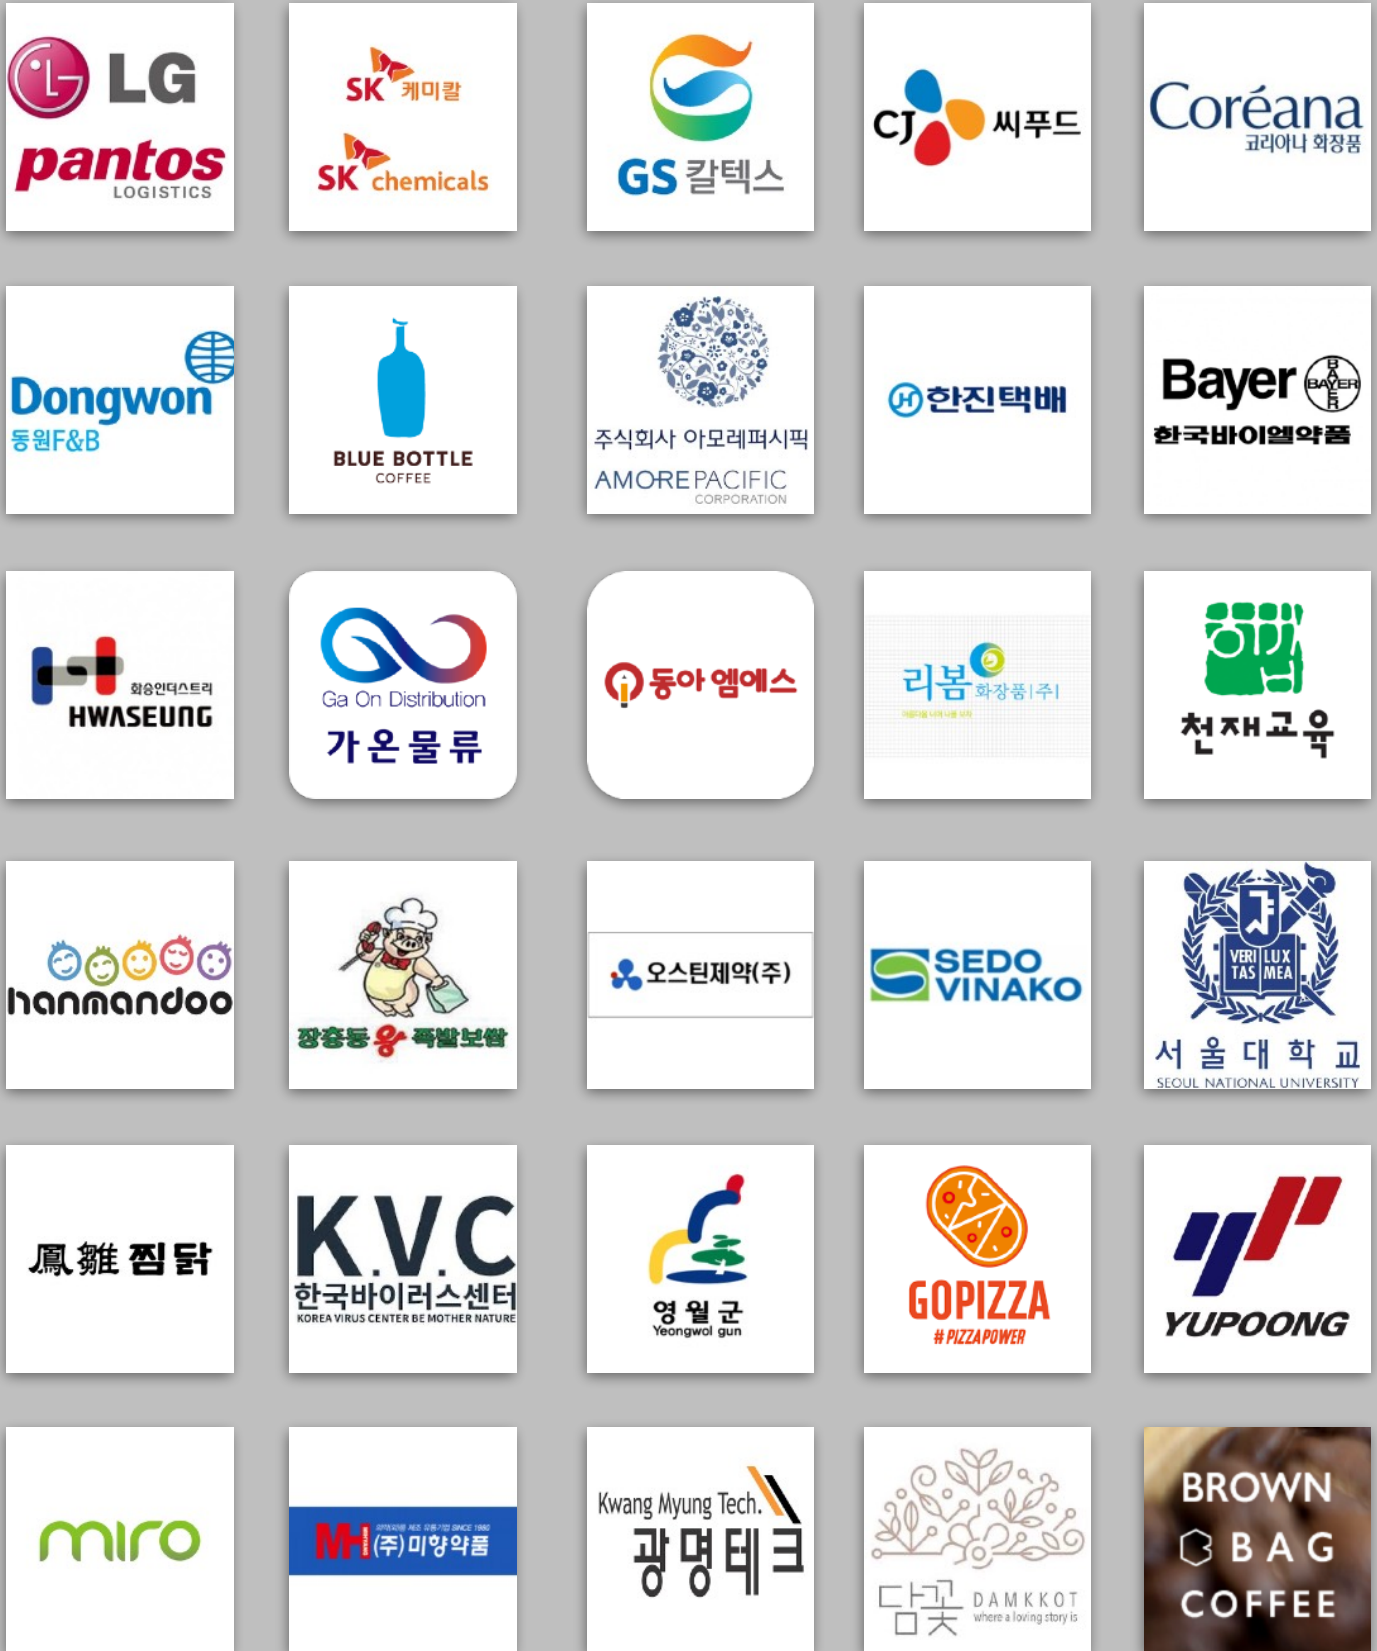 LG
pantos
LOGISTICS
SK 케미칼
SK chemicals
GS 칼텍스
CJ 씨푸드
Coréana
코리아나 화장품
Dongwon
동원F&B
BLUE BOTTLE
COFFEE
주식회사 아모레퍼시픽
AMOREPACIFIC
CORPORATION
H 한진택배
Bayer BAYER BAYER
한국바이엘약품
화승인더스트리
HWASEUNG
Ga On Distribution
가온물류
동아 엠에스
리봄 화장품|주|
천재교육
hanmandoo
장충동 왕 족발보쌈
오스틴제약(주)
SEDO
VINAKO
VERI LUX
TAS MEA
서울대학교
SEOUL NATIONAL UNIVERSITY
鳳雛 찜닭
K.V.C
한국바이러스센터
KOREA VIRUS CENTER BE MOTHER NATURE
영월군
Yeongwol gun
GOPIZZA
# PIZZAPOWER
YUPOONG
miro
MH (주)미향약품
Kwang Myung Tech.
광명테크
담꽃 DAMKKOT
where a loving story is
BROWN
B BAG
COFFEE